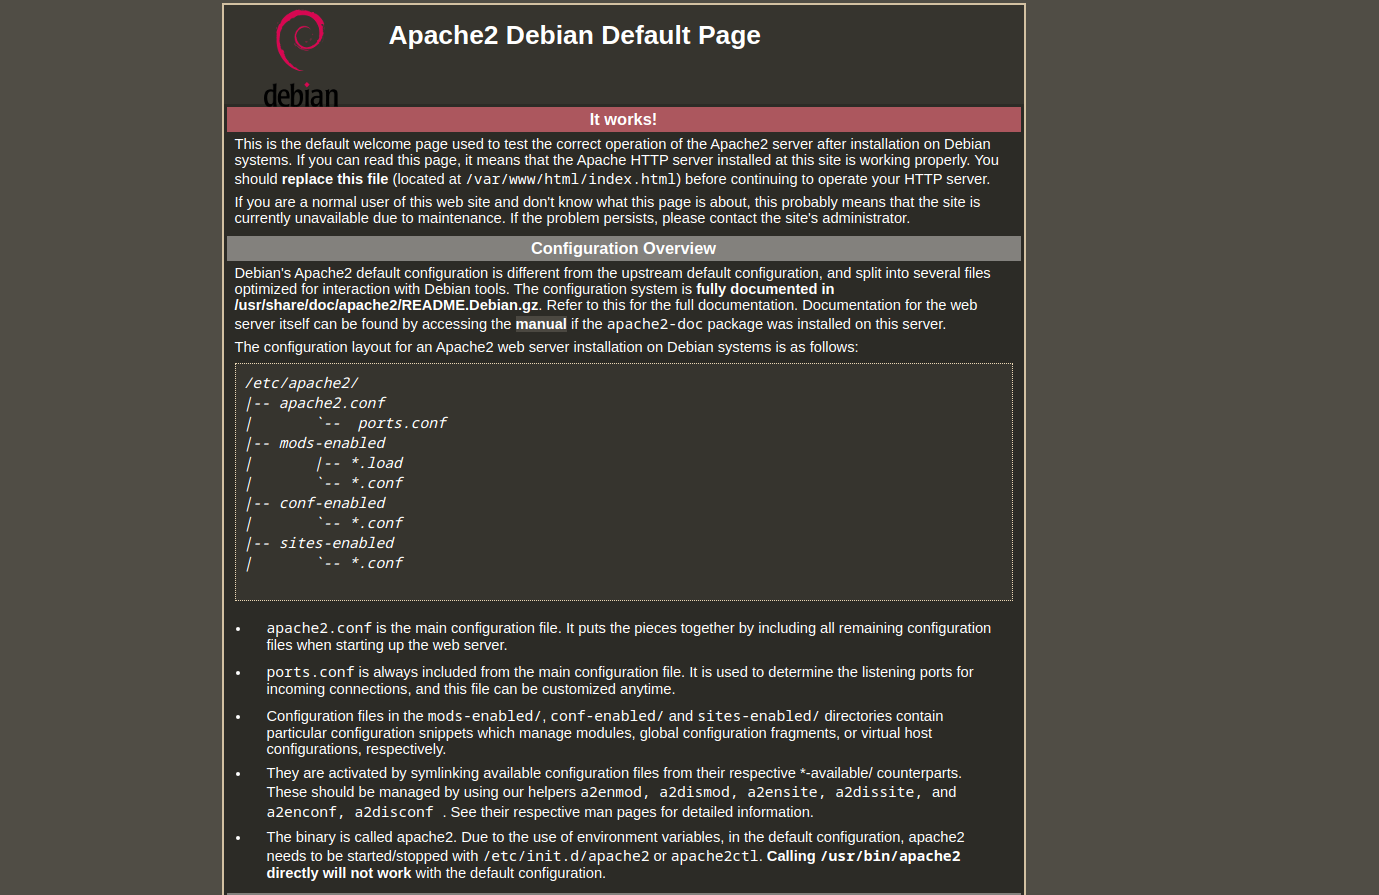 debian
Apache2 Debian Default Page
It works!
This is the default welcome page used to test the correct operation of the Apache2 server after installation on Debian
systems. If you can read this page, it means that the Apache HTTP server installed at this site is working properly. You
should replace this file (located at /var/www/html/index.html) before continuing to operate your HTTP server.
If you are a normal user of this web site and don't know what this page is about, this probably means that the site is
currently unavailable due to maintenance. If the problem persists, please contact the site's administrator.
Configuration Overview
Debian's Apache2 default configuration is different from the upstream default configuration, and split into several files
optimized for interaction with Debian tools. The configuration system is fully documented in
/usr/share/doc/apache2/README.Debian.gz. Refer to this for the full documentation. Documentation for the web
server itself can be found by accessing the manual if the apache2-doc package was installed on this server.
The configuration layout for an Apache2 web server installation on Debian systems is as follows:
/etc/apache2/
|-- apache2.conf
|       `--  ports.conf
|-- mods-enabled
|       |-- *.load
|       `-- *.conf
|-- conf-enabled
|       `-- *.conf
|-- sites-enabled
|       `-- *.conf
• apache2.conf is the main configuration file. It puts the pieces together by including all remaining configuration
files when starting up the web server.
• ports.conf is always included from the main configuration file. It is used to determine the listening ports for
incoming connections, and this file can be customized anytime.
• Configuration files in the mods-enabled/, conf-enabled/ and sites-enabled/ directories contain
particular configuration snippets which manage modules, global configuration fragments, or virtual host
configurations, respectively.
• They are activated by symlinking available configuration files from their respective *-available/ counterparts.
These should be managed by using our helpers a2enmod, a2dismod, a2ensite, a2dissite, and
a2enconf, a2disconf . See their respective man pages for detailed information.
• The binary is called apache2. Due to the use of environment variables, in the default configuration, apache2
needs to be started/stopped with /etc/init.d/apache2 or apache2ctl. Calling /usr/bin/apache2
directly will not work with the default configuration.